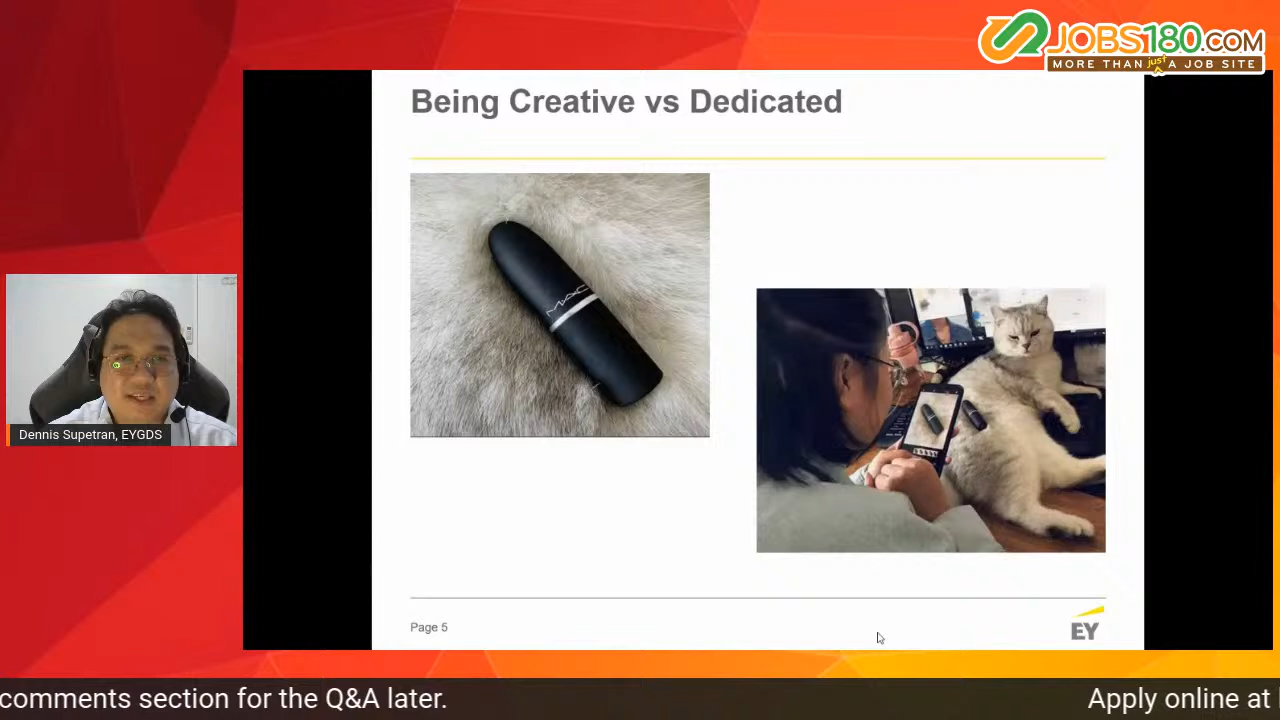 JOBS180.COM
MORE THAN just A JOB SITE
Being Creative vs Dedicated
MAC
Dennis Supetran, EYGDS
Page 5
EY
comments section for the Q&A later.
Apply online at